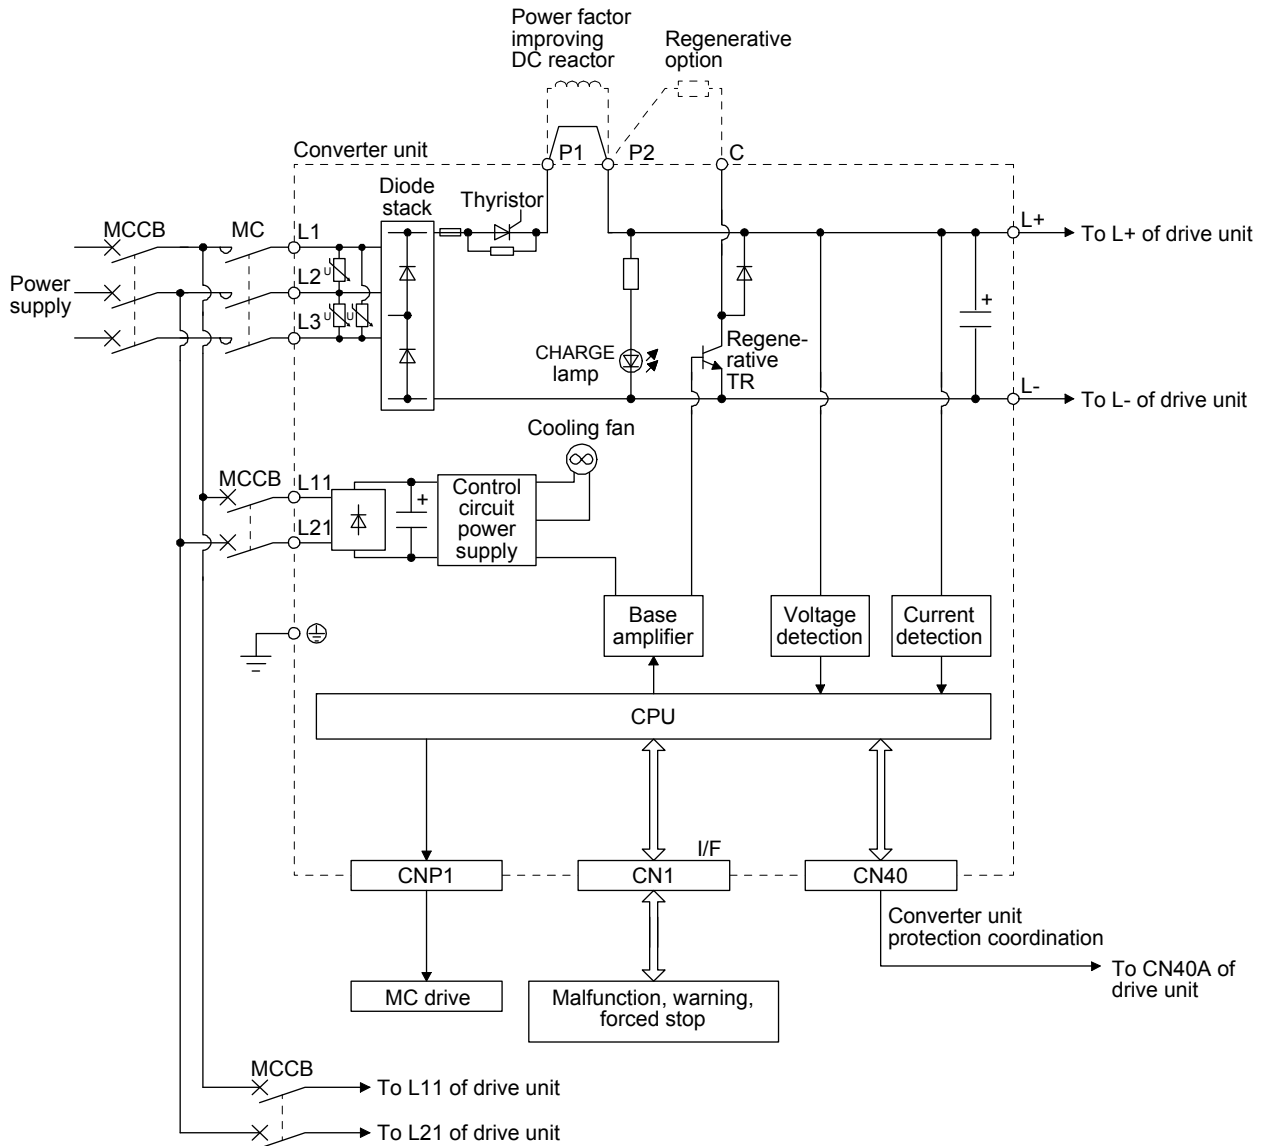 Power factor
improving
DC reactor
Regenerative
option
Converter unit
P1
P2
C
Diode
stack
Thyristor
MCCB
MC
L1
L+
To L+ of drive unit
Power
supply
L2
U
L3
U
U
+
CHARGE
lamp
Regene-
rative
TR
L-
To L- of drive unit
Cooling fan
MCCB
L11
+
Control
circuit
power
supply
L21
Base
amplifier
Voltage
detection
Current
detection
CPU
I/F
CNP1
CN1
CN40
Converter unit
protection coordination
To CN40A of
drive unit
MC drive
Malfunction, warning,
forced stop
MCCB
To L11 of drive unit
To L21 of drive unit